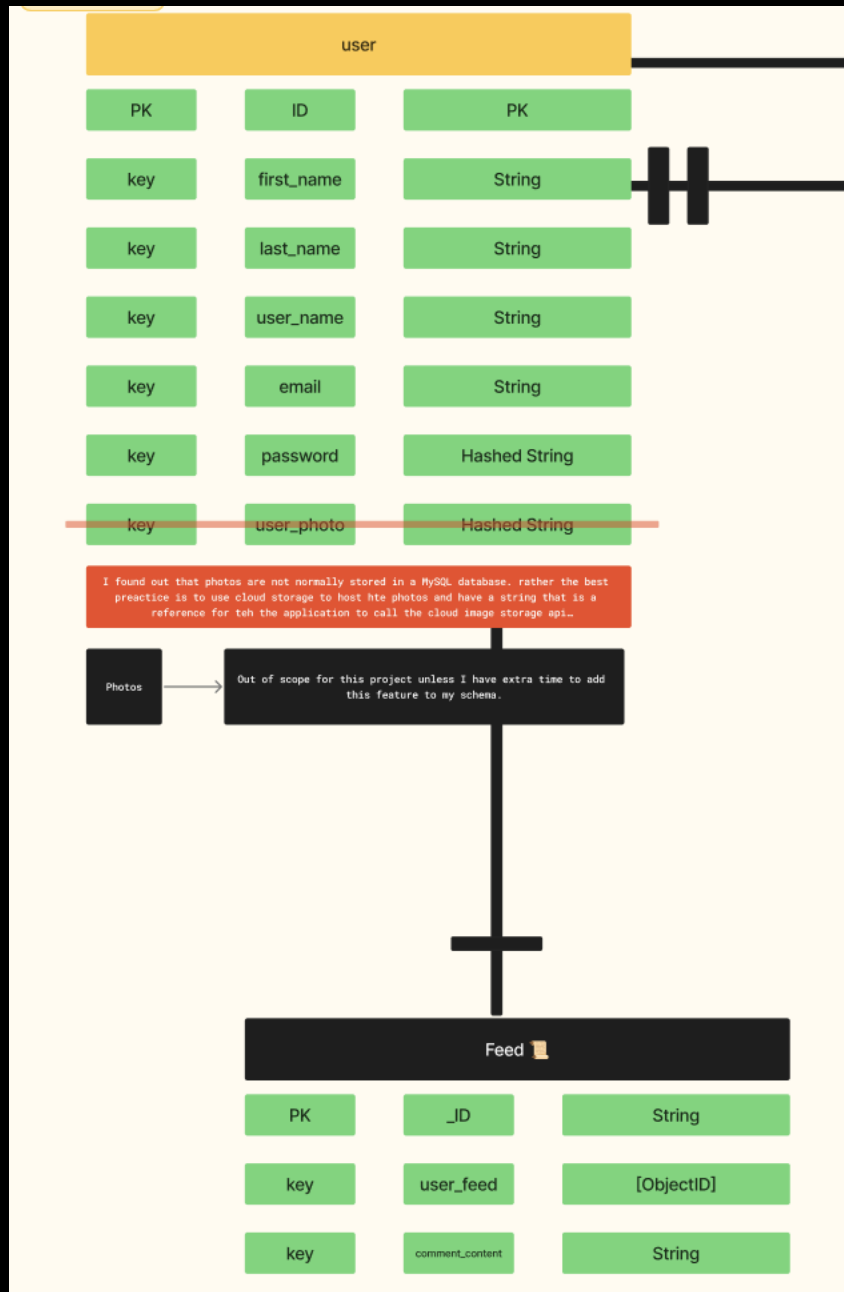 user
PK ID PK
key first_name String
key last_name String
key user_name String
key email String
key password Hashed String
key user_photo Hashed String
I found out that photos are not normally stored in a MySQL database. rather the best
preactice is to use cloud storage to host hte photos and have a string that is a
reference for teh the application to call the cloud image storage api…
Photos
Out of scope for this project unless I have extra time to add
this feature to my schema.
Feed 📜
PK _ID String
key user_feed [ObjectID]
key comment_content String